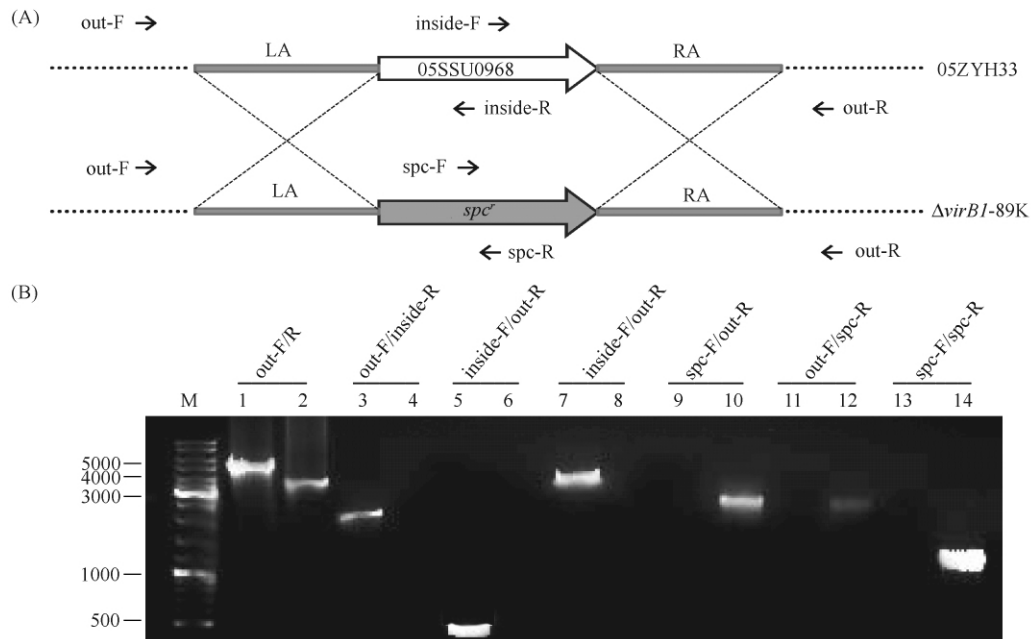 (A)
out-F
inside-F
LA
05SSU0968
RA
05ZYH33
inside-R
out-R
out-F
spc-F
LA
spcʳ
RA
ΔvirB1-89K
spc-R
out-R
(B)
out-F/R
out-F/inside-R
inside-F/out-R
inside-F/out-R
spc-F/out-R
out-F/spc-R
spc-F/spc-R
M 1 2 3 4 5 6 7 8 9 10 11 12 13 14
5000
4000
3000
1000
500